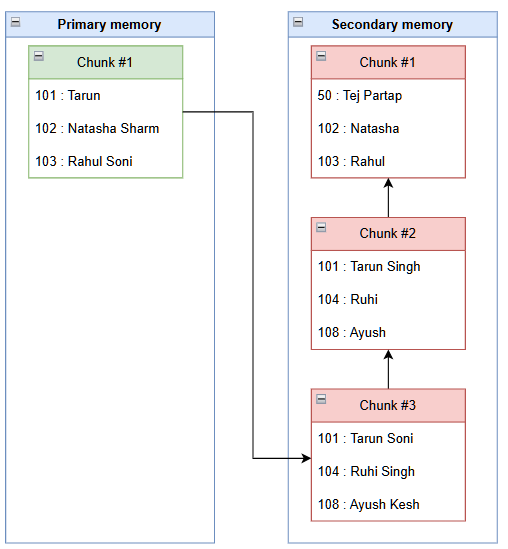 Primary memory
Chunk #1
101 : Tarun
102 : Natasha Sharm
103 : Rahul Soni
Secondary memory
Chunk #1
50 : Tej Partap
102 : Natasha
103 : Rahul
Chunk #2
101 : Tarun Singh
104 : Ruhi
108 : Ayush
Chunk #3
101 : Tarun Soni
104 : Ruhi Singh
108 : Ayush Kesh